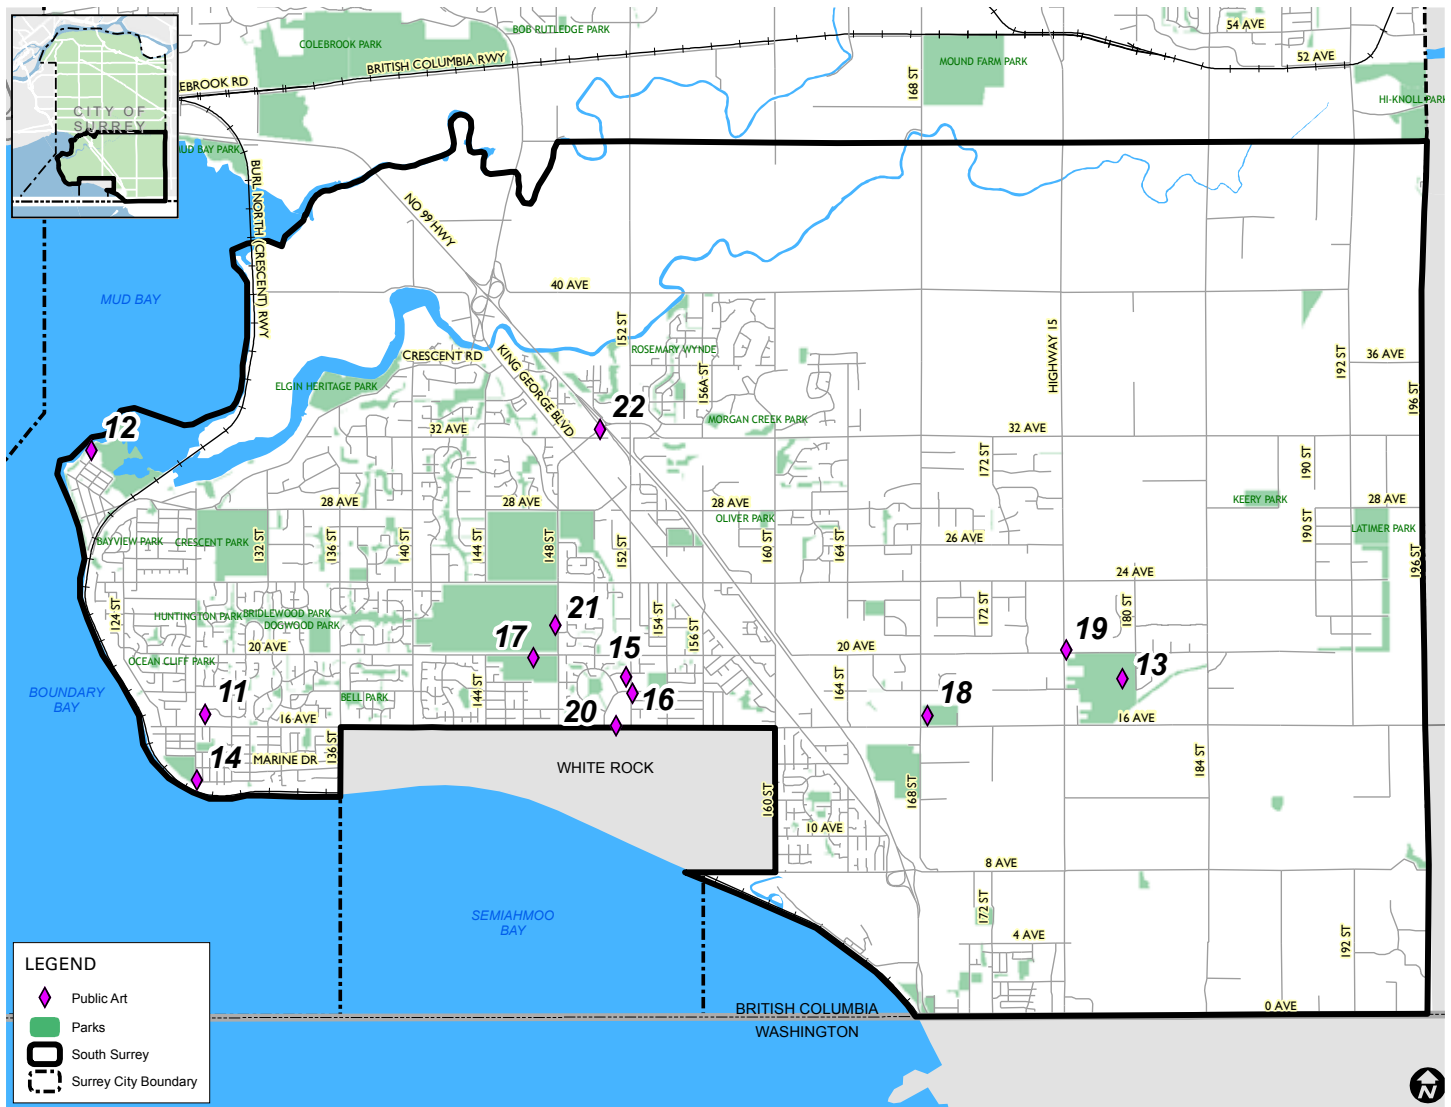 BOB RUTLEDGE PARK
54 AVE
COLEBROOK PARK
52 AVE
BRITISH COLUMBIA RWY
MOUND FARM PARK
EBROOK RD
168 ST
HI-KNOLL PARK
CITY OF
SURREY
UD BAY PARK
BURL NORTH (CRESCENT) RWY
NO 99 HWY
MUD BAY
40 AVE
152 ST
HIGHWAY 15
ROSEMARY WYNDE
CRESCENT RD
KING GEORGE BLVD
192 ST
36 AVE
ELGIN HERITAGE PARK
156A ST
196 ST
22
MORGAN CREEK PARK
12
32 AVE
32 AVE
172 ST
190 ST
28 AVE
28 AVE
28 AVE
KEERY PARK
28 AVE
OLIVER PARK
BAYVIEW PARK
CRESCENT PARK
132 ST
136 ST
140 ST
144 ST
148 ST
152 ST
160 ST
164 ST
26 AVE
190 ST
LATIMER PARK
196 ST
24 AVE
124 ST
HUNTINGTON PARK
BRIDLEWOOD PARK
DOGWOOD PARK
21
154 ST
156 ST
172 ST
180 ST
20 AVE
17
20 AVE
19
OCEAN CLIFF PARK
15
13
BOUNDARY
BAY
11
BELL PARK
144 ST
16
164 ST
18
16 AVE
20
16 AVE
14
MARINE DR
136 ST
WHITE ROCK
160 ST
168 ST
184 ST
10 AVE
8 AVE
SEMIAHMOO
BAY
172 ST
4 AVE
192 ST
LEGEND
Public Art
Parks
South Surrey
Surrey City Boundary
BRITISH COLUMBIA
WASHINGTON
0 AVE
N